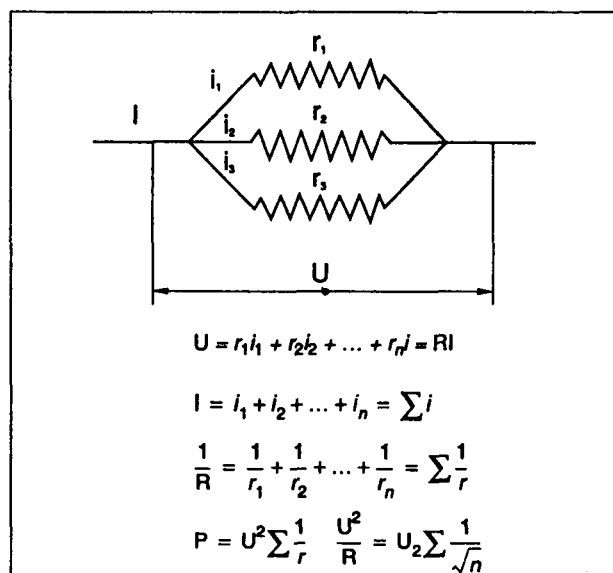 r₁
i₁
I
r₂
i₂
i₃
r₃
U
U = r₁i₁ + r₂i₂ + ... + rₙi = RI
I = i₁ + i₂ + ... + iₙ = ∑ i
1/R = 1/r₁ + 1/r₂ + ... + 1/rₙ = ∑ 1/r
P = U² ∑ 1/r U²/R = U₂ ∑ 1/√n